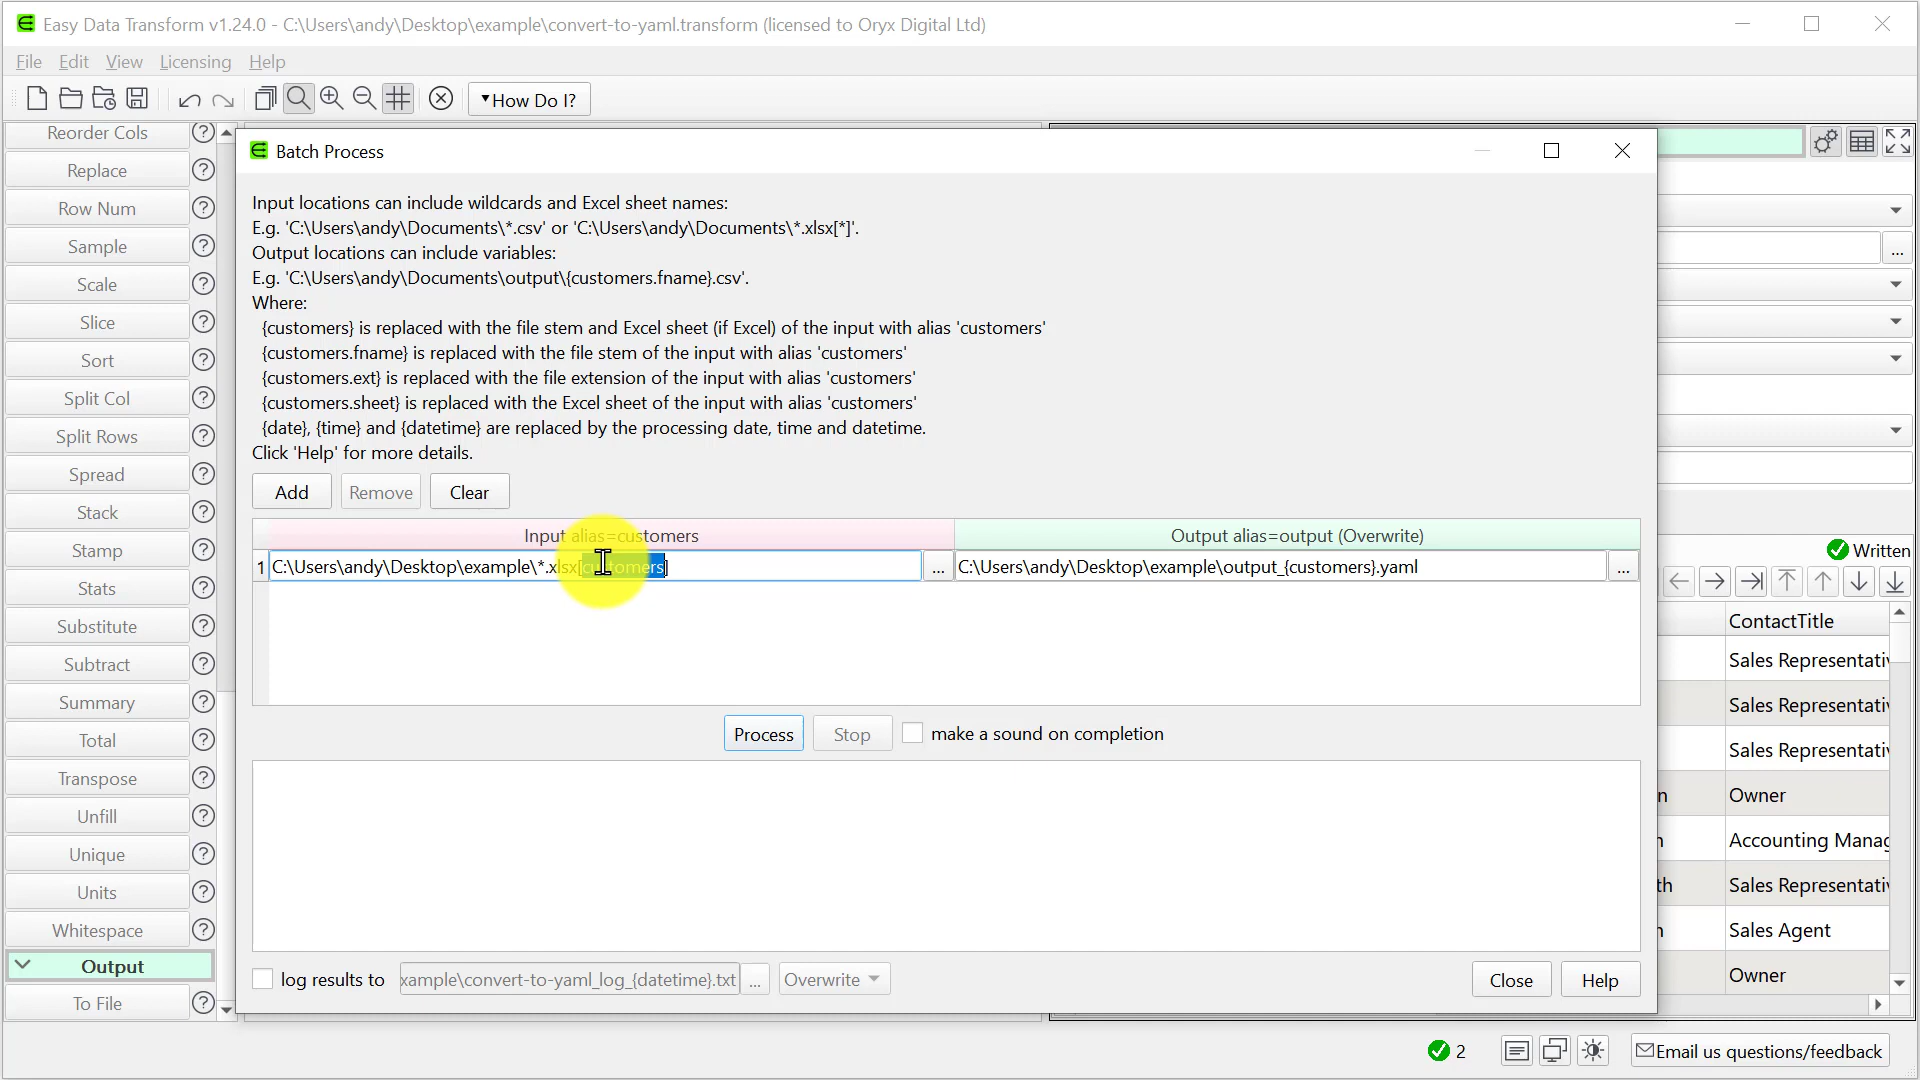 Easy Data Transform v1.24.0 - C:\Users\andy\Desktop\example\convert-to-yaml.transform (licensed to Oryx Digital Ltd)
File Edit View Licensing Help
How Do I?
Reorder Cols
Replace
Row Num
Sample
Scale
Slice
Sort
Split Col
Split Rows
Spread
Stack
Stamp
Stats
Substitute
Subtract
Summary
Total
Transpose
Unfill
Unique
Units
Whitespace
Output
To File
Batch Process
Input locations can include wildcards and Excel sheet names:
E.g. 'C:\Users\andy\Documents\*.csv' or 'C:\Users\andy\Documents\*.xlsx[*]'.
Output locations can include variables:
E.g. 'C:\Users\andy\Documents\output\{customers.fname}.csv'.
Where:
{customers} is replaced with the file stem and Excel sheet (if Excel) of the input with alias 'customers'
{customers.fname} is replaced with the file stem of the input with alias 'customers'
{customers.ext} is replaced with the file extension of the input with alias 'customers'
{customers.sheet} is replaced with the Excel sheet of the input with alias 'customers'
{date}, {time} and {datetime} are replaced by the processing date, time and datetime.
Click 'Help' for more details.
Add Remove Clear
Input alias=customers Output alias=output (Overwrite)
1 C:\Users\andy\Desktop\example\*.xlsx[customers] ... C:\Users\andy\Desktop\example\output_{customers}.yaml ...
Process Stop make a sound on completion
log results to xample\convert-to-yaml_log_{datetime}.txt ... Overwrite
Close Help
...
Written
ContactTitle
Sales Representativ
Sales Representativ
Sales Representativ
n Owner
Accounting Manag
th Sales Representativ
Sales Agent
Owner
2
Email us questions/feedback